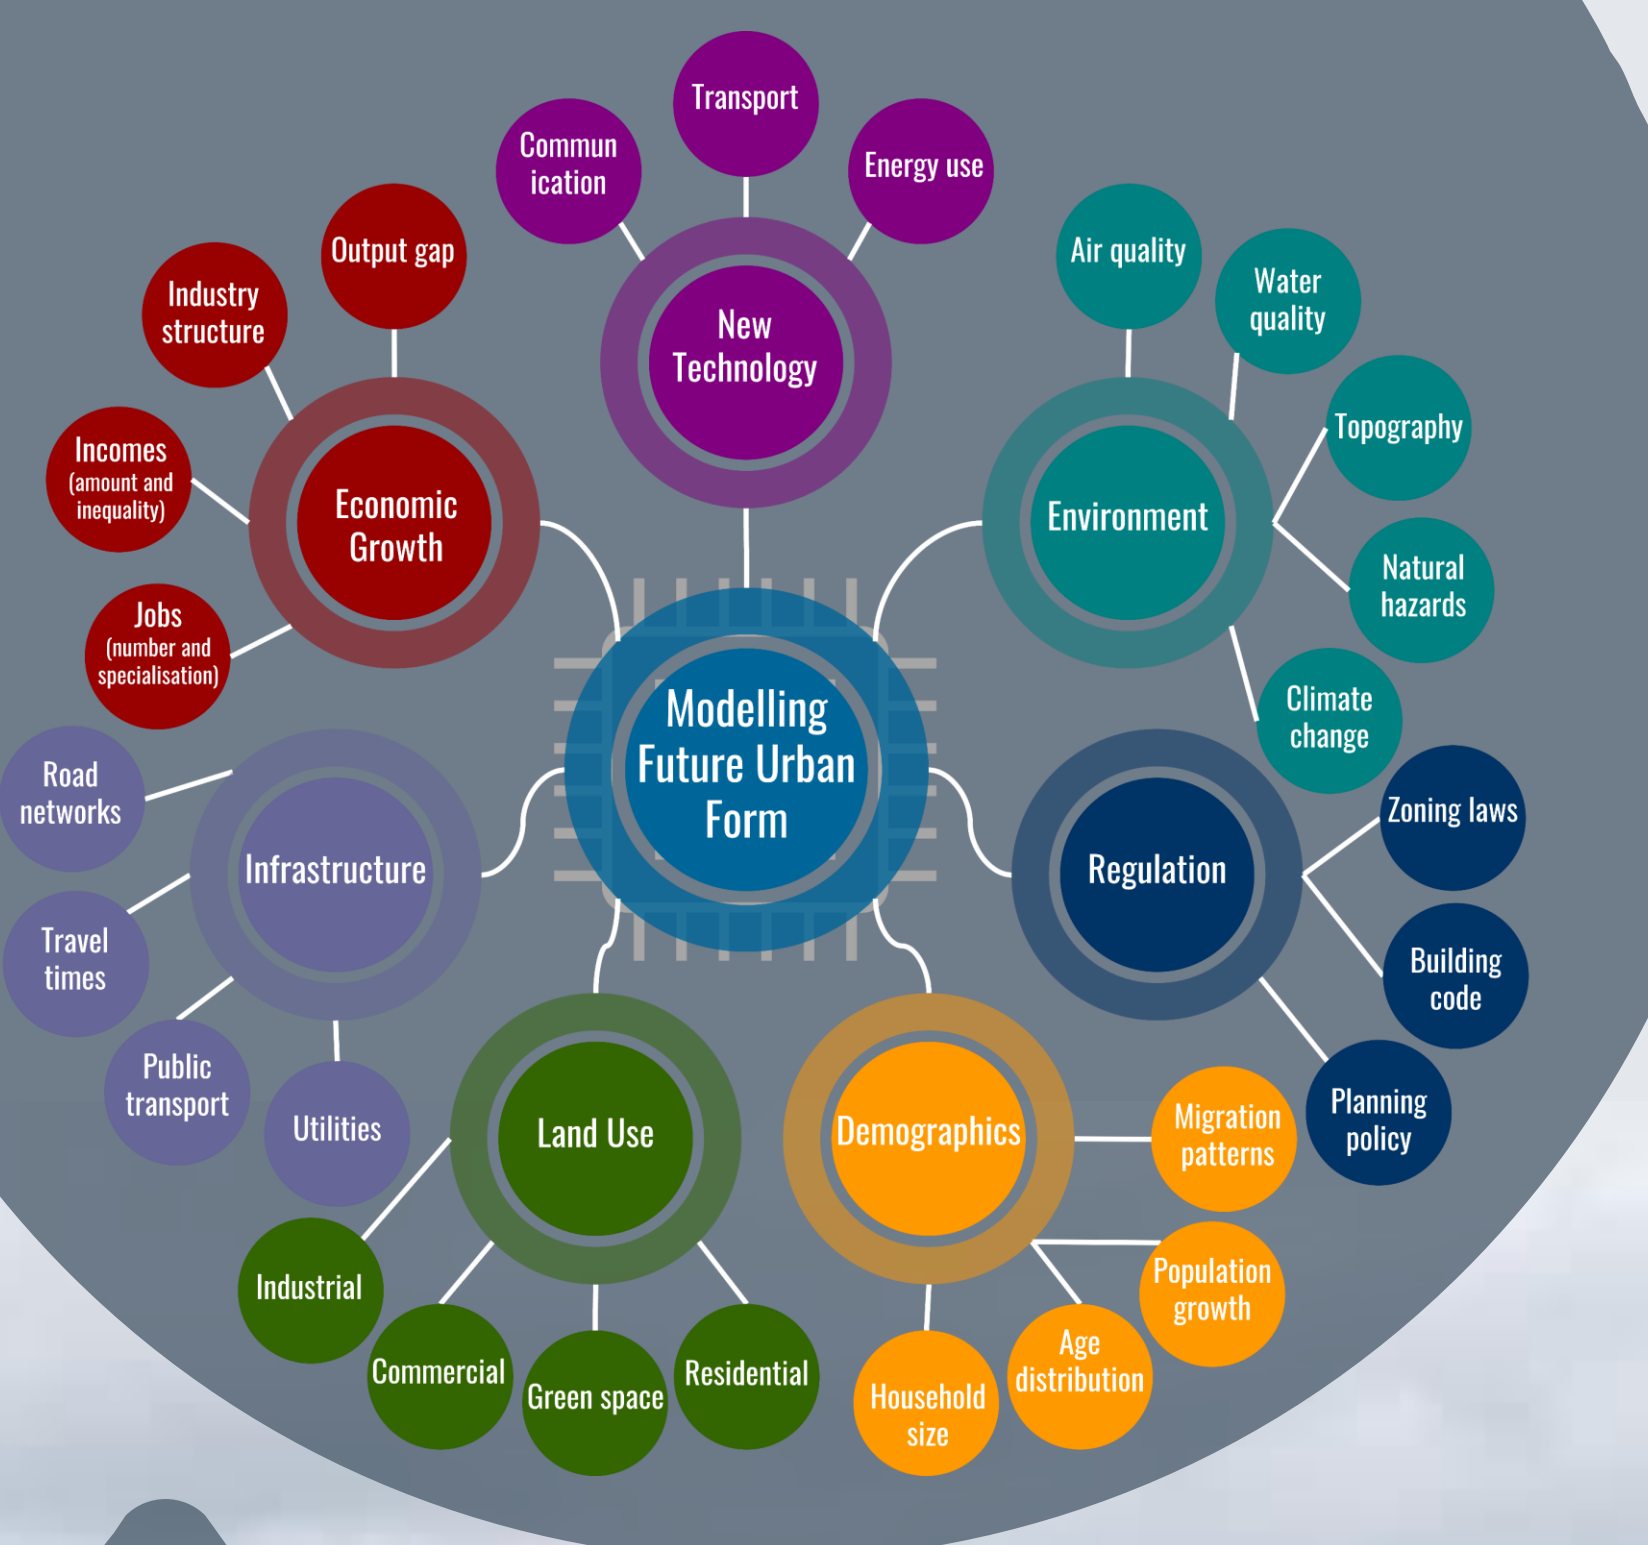 Modelling
Future Urban
Form
New
Technology
Commun
ication
Transport
Energy use
Environment
Air quality
Water
quality
Topography
Natural
hazards
Climate
change
Regulation
Zoning laws
Building
code
Planning
policy
Demographics
Migration
patterns
Population
growth
Age
distribution
Household
size
Land Use
Residential
Green space
Commercial
Industrial
Infrastructure
Utilities
Public
transport
Travel
times
Road
networks
Economic
Growth
Jobs
(number and
specialisation)
Incomes
(amount and
inequality)
Industry
structure
Output gap